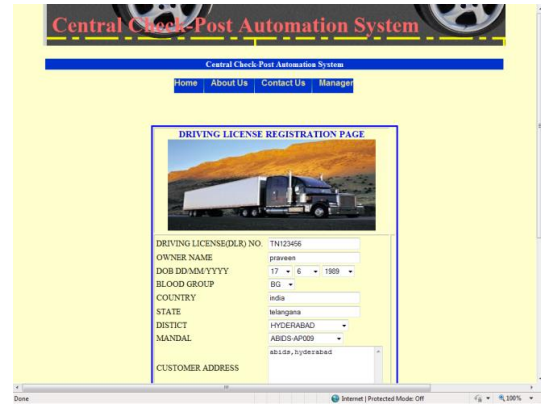 Central Check-Post Automation System
Central Check-Post Automation System
Home About Us Contact Us Manager
DRIVING LICENSE REGISTRATION PAGE
DRIVING LICENSE(DLR) NO. TN123456
OWNER NAME praveen
DOB DD/MM/YYYY 17 6 1989
BLOOD GROUP BG
COUNTRY india
STATE telangana
DISTICT HYDERABAD
MANDAL ABIDS-AP009
abids,hyderabad
CUSTOMER ADDRESS
Done Internet | Protected Mode: Off 100%